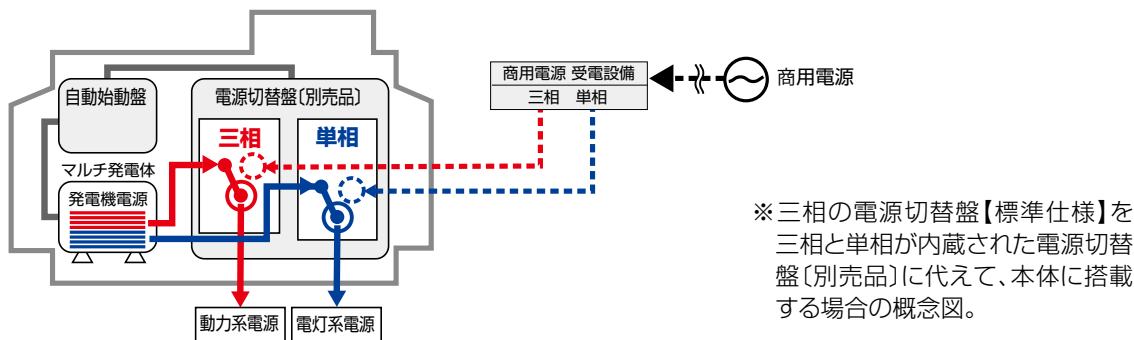 商用電源 受電設備
三相 単相
商用電源
自動始動盤
電源切替盤〔別売品〕
三相
単相
マルチ発電体
発電機電源
動力系電源
電灯系電源
※三相の電源切替盤【標準仕様】を
三相と単相が内蔵された電源切替
盤〔別売品〕に代えて、本体に搭載
する場合の概念図。